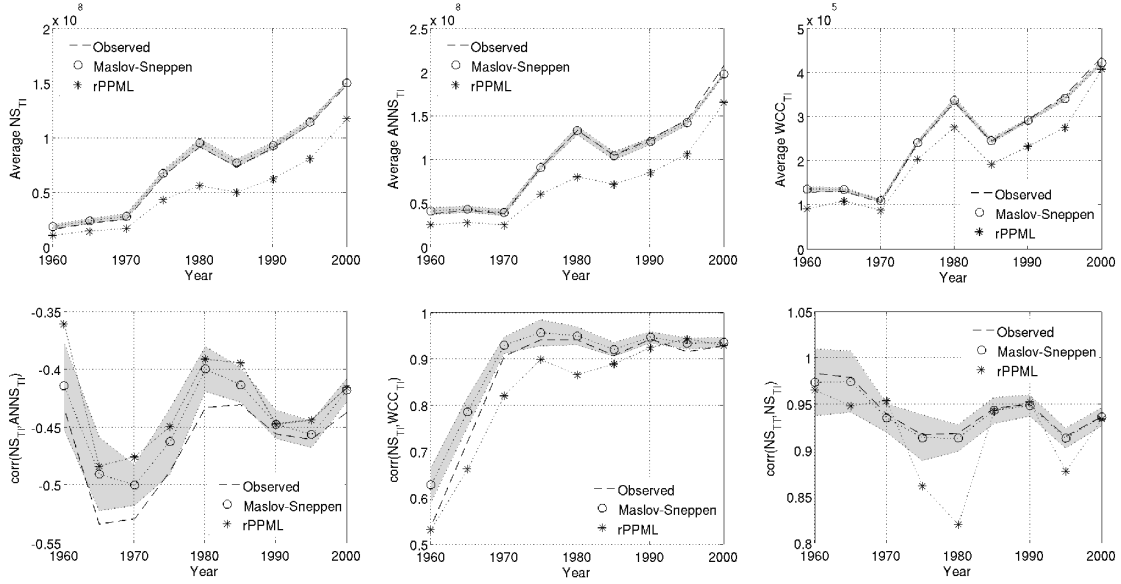 2 x 10^8
1.5
1
0.5
0
1960 1970 1980 1990 2000
Year
Average NS_TI
Observed
Maslov-Sneppen
rPPML
2.5 x 10^8
2
1.5
1
0.5
0
1960 1970 1980 1990 2000
Year
Average ANNS_TI
Observed
Maslov-Sneppen
rPPML
5 x 10^5
4
3
2
1
0
1960 1970 1980 1990 2000
Year
Average WCC_TI
Observed
Maslov-Sneppen
rPPML
-0.35
-0.4
-0.45
-0.5
-0.55
1960 1970 1980 1990 2000
Year
corr(NS_TI,ANNS_TI)
Observed
Maslov-Sneppen
rPPML
1
0.9
0.8
0.7
0.6
0.5
1960 1970 1980 1990 2000
Year
corr(NS_TI,WCC_TI)
Observed
Maslov-Sneppen
rPPML
1.05
1
0.95
0.9
0.85
0.8
1960 1970 1980 1990 2000
Year
Observed
Maslov-Sneppen
rPPML